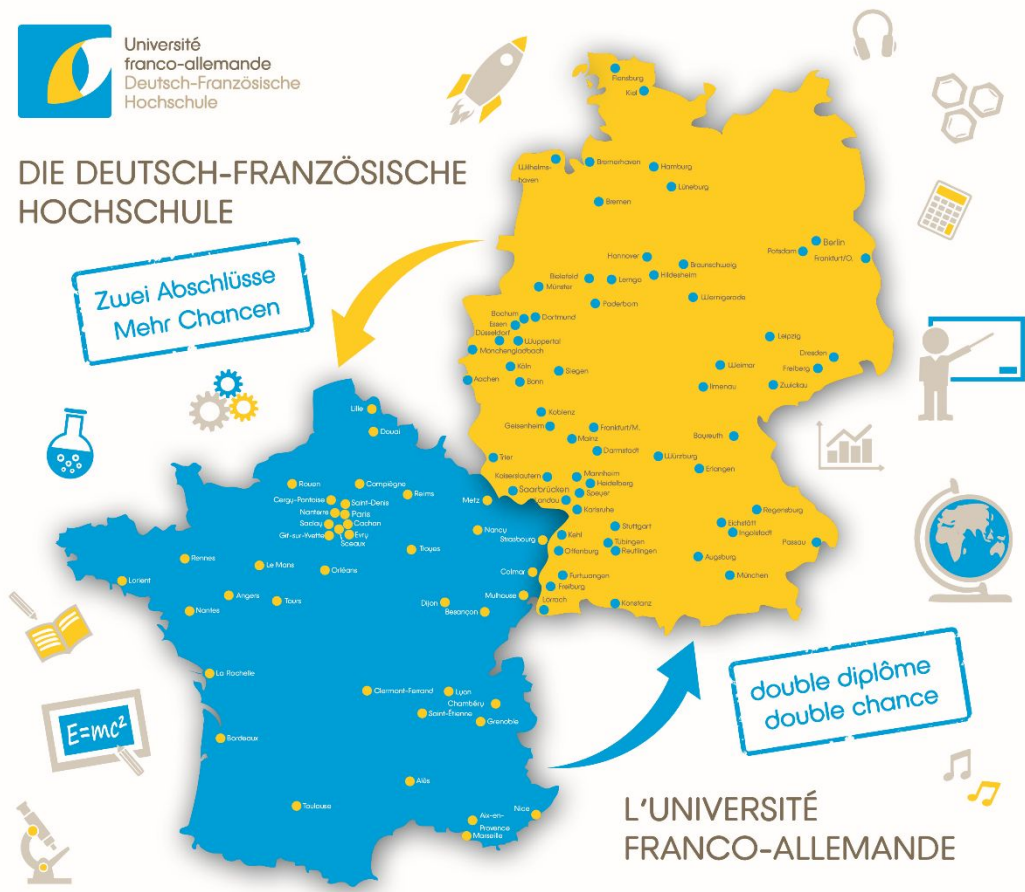 Université
franco-allemande
Deutsch-Französische
Hochschule
DIE DEUTSCH-FRANZÖSISCHE
HOCHSCHULE
Zwei Abschlüsse
Mehr Chancen
Flensburg
Kiel
Wilhelms-
haven
Bremerhaven
Hamburg
Lüneburg
Bremen
Berlin
Potsdam
Frankfurt/O.
Hannover
Braunschweig
Hildesheim
Bielefeld
Lemgo
Münster
Paderborn
Wernigerode
Bochum
Dortmund
Essen
Düsseldorf
Wuppertal
Mönchengladbach
Leipzig
Dresden
Freiberg
Zwickau
Weimar
Ilmenau
Köln
Siegen
Aachen
Bonn
Koblenz
Geisenheim
Frankfurt/M.
Mainz
Darmstadt
Bayreuth
Würzburg
Erlangen
Trier
Kaiserslautern
Mannheim
Heidelberg
Saarbrücken
Landau
Speyer
Karlsruhe
Regensburg
Eichstätt
Ingolstadt
Passau
Stuttgart
Kehl
Tübingen
Offenburg
Reutlingen
Augsburg
München
Furtwangen
Freiburg
Lörrach
Konstanz
Lille
Douai
Rouen
Compiègne
Reims
Metz
Cergy-Pontoise
Saint-Denis
Nanterre
Paris
Saclay
Cachan
Gif-sur-Yvette
Evry
Sceaux
Nancy
Strasbourg
Troyes
Colmar
Rennes
Le Mans
Orléans
Lorent
Angers
Tours
Nantes
Dijon
Besançon
Mulhouse
La Rochelle
Clermont-Ferrand
Lyon
Chambéry
Saint-Étienne
Grenoble
Bordeaux
Alès
Toulouse
Nice
Aix-en-
Provence
Marseille
E=mc²
double diplôme
double chance
L'UNIVERSITÉ
FRANCO-ALLEMANDE